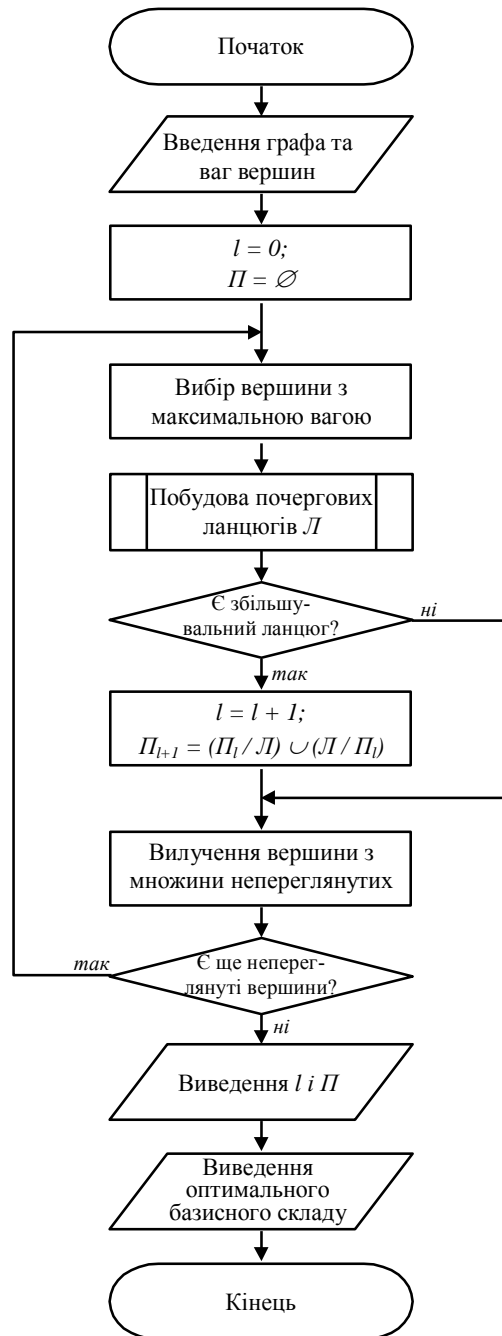 Початок
Введення графа та
ваг вершин
l = 0;
П = ∅
Вибір вершини з
максимальною вагою
Побудова почергових
ланцюгів Л
Є збільшу-
вальний ланцюг?
ні
так
l = l + 1;
Пl+1 = (Пl / Л) ∪ (Л / Пl)
Вилучення вершини з
множини непереглянутих
так
Є ще неперег-
лянуті вершини?
ні
Виведення l і П
Виведення
оптимального
базисного складу
Кінець